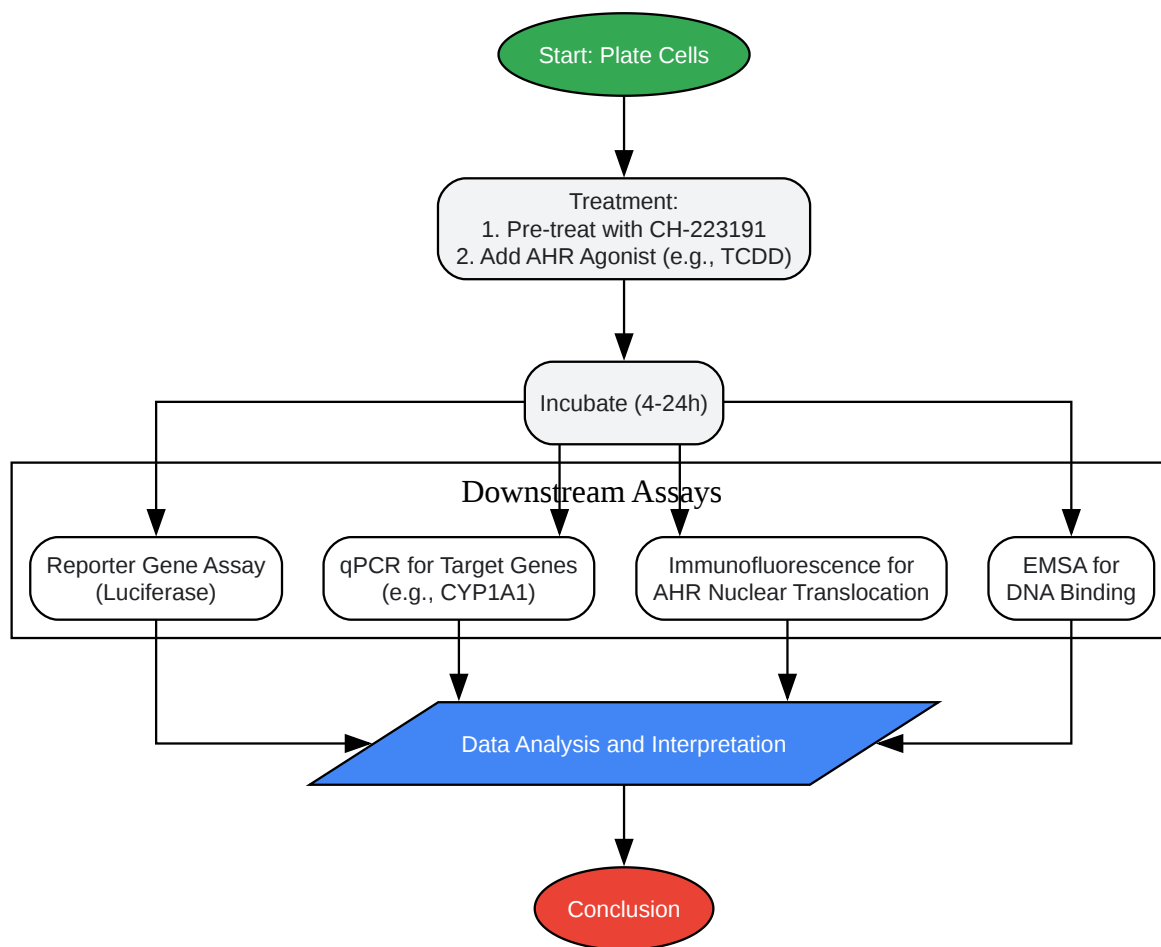 Start: Plate Cells
Treatment:
1. Pre-treat with CH-223191
2. Add AHR Agonist (e.g., TCDD)
Incubate (4-24h)
Downstream Assays
Reporter Gene Assay
(Luciferase)
qPCR for Target Genes
(e.g., CYP1A1)
Immunofluorescence for
AHR Nuclear Translocation
EMSA for
DNA Binding
Data Analysis and Interpretation
Conclusion